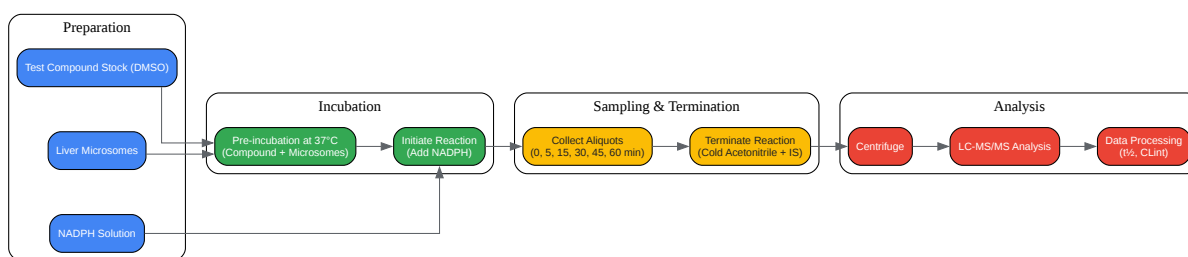 Preparation
Test Compound Stock (DMSO)
Liver Microsomes
NADPH Solution
Incubation
Pre-incubation at 37°C
(Compound + Microsomes)
Initiate Reaction
(Add NADPH)
Sampling & Termination
Collect Aliquots
(0, 5, 15, 30, 45, 60 min)
Terminate Reaction
(Cold Acetonitrile + IS)
Analysis
Centrifuge
LC-MS/MS Analysis
Data Processing
(t½, CLint)